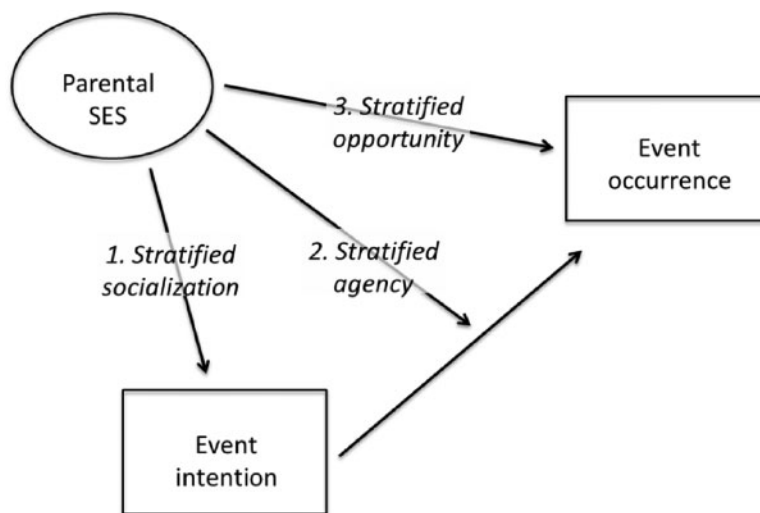 Parental
SES
3. Stratified
opportunity
Event
occurrence
1. Stratified
socialization
2. Stratified
agency
Event
intention